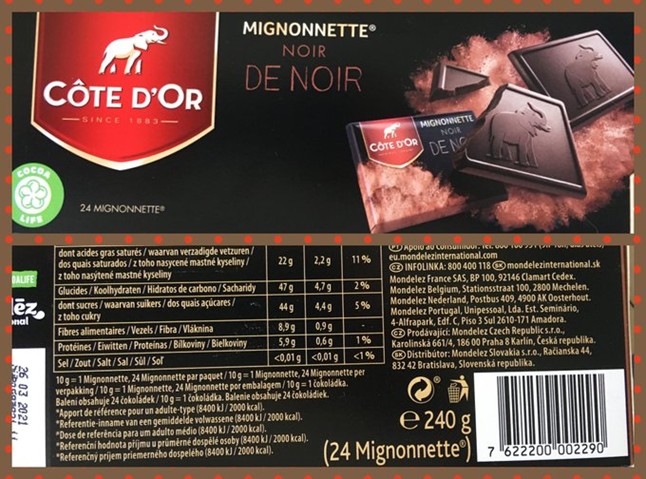 MIGNONNETTE®
NOIR
DE NOIR
CÔTE D'OR
SINCE 1883
MIGNONNETTE
NOIR
DE NO
CÔTE D'OR
COCOA
LIFE
24 MIGNONNETTE®
dont acides gras saturés / waarvan verzadigde vetzuren /
dos quais saturados / z toho nasycené mastné kyseliny /
z toho nasýtené mastné kyseliny
22 g 2,2 g 11 %
Glucides / Koolhydraten / Hidratos de carbono / Sacharidy
47 g 4,7 g 2%
dont sucres / waarvan suikers / dos quais açúcares /
z toho cukry
44 g 4,4 g 5%
Fibres alimentaires / Vezels / Fibra / Vláknina
8,9 g 0,9 g -
Protéines / Eiwitten / Proteínas / Bílkoviny / Bielkoviny
5,9 g 0,6 g 1%
Sel / Zout / Salt / Sal / Sůl / Soľ
<0,01 g <0,01 g <1%
10 g = 1 Mignonnette, 24 Mignonnette par paquet / 10 g = 1 Mignonnette, 24 Mignonnette per
verpakking / 10 g = 1 Mignonnette, 24 Mignonnette por embalagem / 10 g = 1 čokoládka.
Balení obsahuje 24 čokoládek / 10 g = 1 čokoládka. Balenie obsahuje 24 čokoládiek.
*Apport de référence pour un adulte-type (8400 kJ / 2000 kcal).
*Referentie-inname van een gemiddelde volwassene (8400 kJ / 2000 kcal).
*Dose de referência para um adulto médio (8400 kJ / 2000 kcal).
*Referenční hodnota příjmu u průměrné dospělé osoby (8400 kJ / 2000 kcal).
*Referenčný príjem priemerného dospelého (8400 kJ / 2000 kcal).
26 03 2021
eu.mondelezinternational.com
CZ INFOLINKA: 800 400 118 SK mondelezinternational.sk
Mondelez France SAS, BP 100, 92146 Clamart Cedex.
Mondelez Belgium, Stationsstraat 100, 2800 Mechelen.
Mondelez Nederland, Postbus 409, 4900 AK Oosterhout.
Mondelez Portugal, Unipessoal, Lda. Est. Seminário,
4-Alfrapark, Edf. C, Piso 3 Sul 2610-171 Amadora.
CZ Prodávající: Mondelez Czech Republic s.r.o.,
Karolinská 661/4, 186 00 Praha 8 Karlín, Česká republika.
SK Distribútor: Mondelez Slovakia s.r.o., Račianska 44,
832 42 Bratislava, Slovenská republika.
e 240 g
(24 Mignonnette®)
7 622200 002290